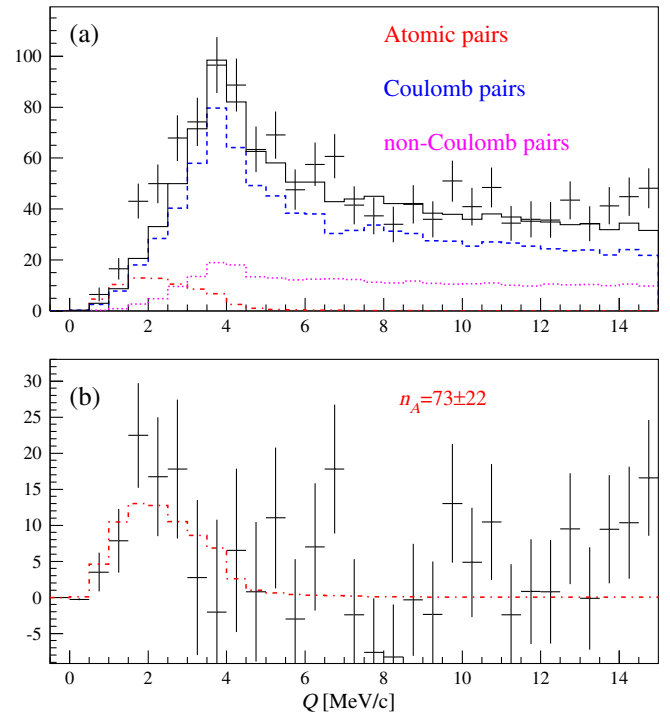 (a)
Atomic pairs
Coulomb pairs
non-Coulomb pairs
100
80
60
40
20
0
0 2 4 6 8 10 12 14
(b)
n_A=73±22
30
25
20
15
10
5
0
-5
0 2 4 6 8 10 12 14
Q [MeV/c]